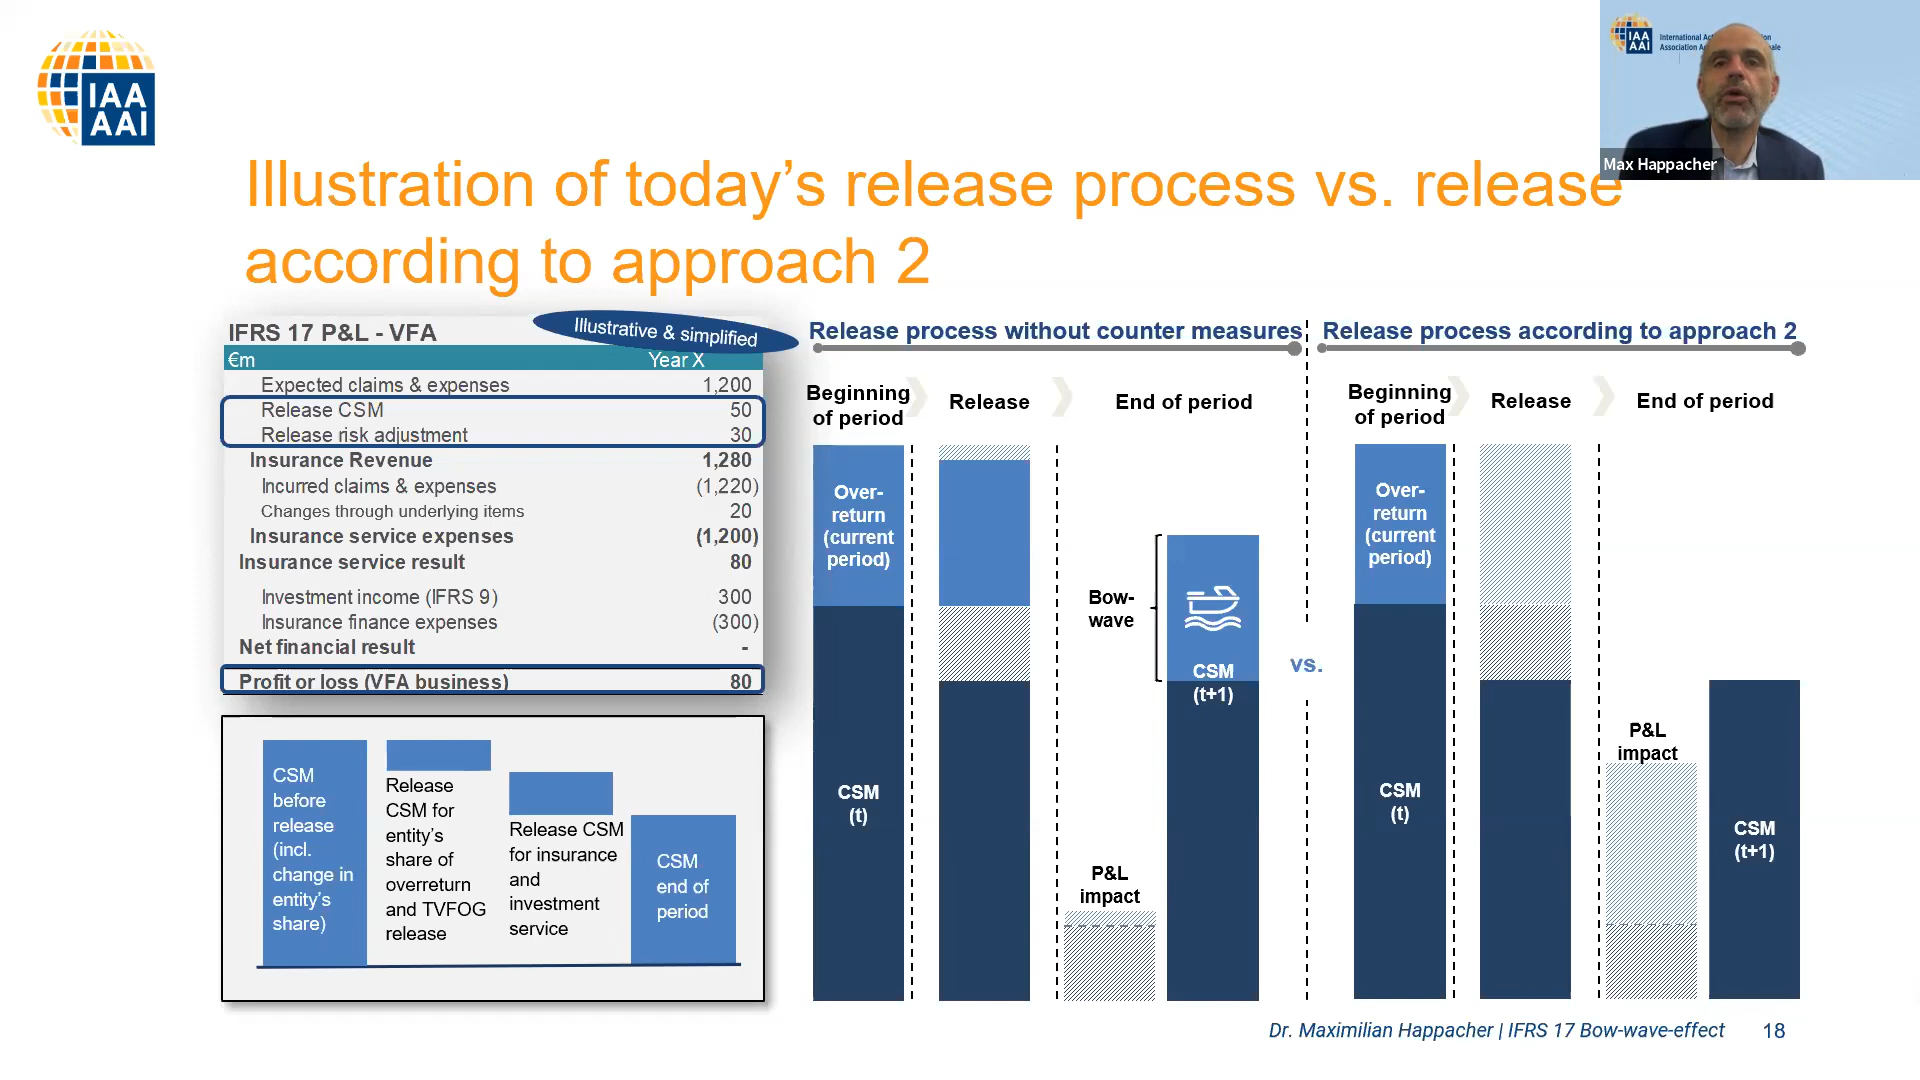 IAA
AAI
IAA
AAI
Max Happacher
Illustration of today’s release process vs. release
according to approach 2
IFRS 17 P&L - VFA
Illustrative & simplified
€m Year X
Expected claims & expenses 1,200
Release CSM 50
Release risk adjustment 30
Insurance Revenue 1,280
Incurred claims & expenses (1,220)
Changes through underlying items 20
Insurance service expenses (1,200)
Insurance service result 80
Investment income (IFRS 9) 300
Insurance finance expenses (300)
Net financial result -
Profit or loss (VFA business) 80
CSM
before
release
(incl.
change in
entity’s
share)
Release
CSM for
entity’s
share of
overreturn
and TVFOG
release
Release CSM
for insurance
and
investment
service
CSM
end of
period
Release process without counter measures
Beginning
of period
Release
End of period
Over-
return
(current
period)
CSM
(t)
Bow-
wave
CSM
(t+1)
P&L
impact
vs.
Release process according to approach 2
Beginning
of period
Release
End of period
Over-
return
(current
period)
CSM
(t)
P&L
impact
CSM
(t+1)
Dr. Maximilian Happacher | IFRS 17 Bow-wave-effect 18